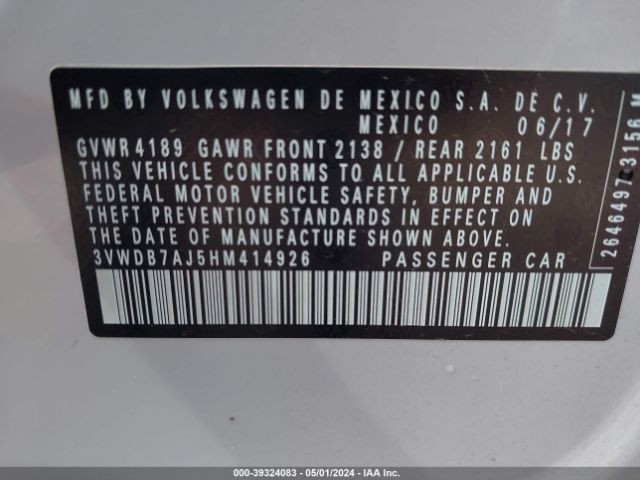 MFD BY VOLKSWAGEN DE MEXICO S.A. DE C.V.
MEXICO 06/17
GVWR 4189 GAWR FRONT 2138 / REAR 2161 LBS
THIS VEHICLE CONFORMS TO ALL APPLICABLE U.S.
FEDERAL MOTOR VEHICLE SAFETY, BUMPER AND
THEFT PREVENTION STANDARDS IN EFFECT ON
THE DATE OF MANUFACTURE SHOWN ABOVE.
3VWDB7AJ5HM414926 PASSENGER CAR
000-39324083 - 05/01/2024 - IAA.